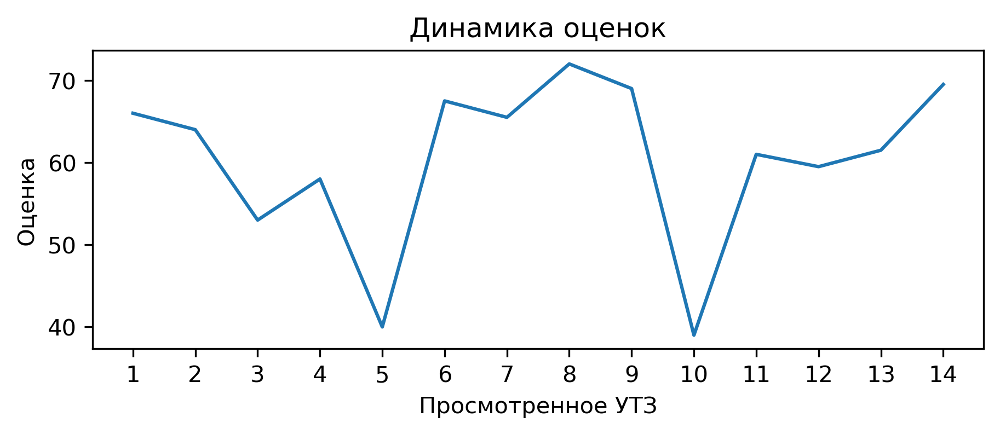 Динамика оценок
70
60
50
40
Оценка
1 2 3 4 5 6 7 8 9 10 11 12 13 14
Просмотренное УТЗ